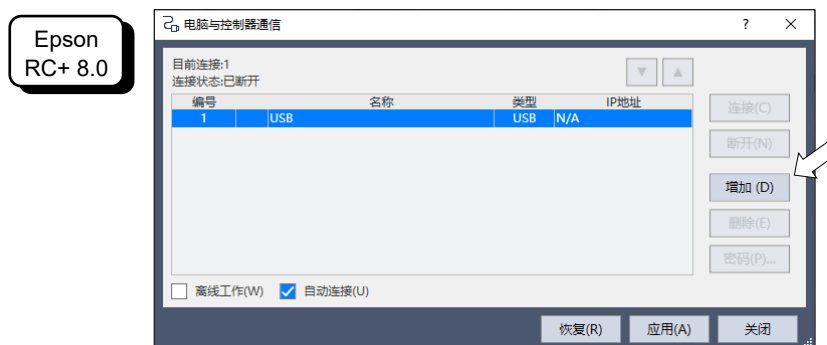 Epson
RC+ 8.0
电脑与控制器通信
?
×
目前连接:1
连接状态:已断开
▼ ▲
编号 名称 类型 IP地址
1 USB USB N/A
连接(C)
断开(N)
增加 (D)
删除(E)
密码(P)...
离线工作(W) 自动连接(U)
恢复(R) 应用(A) 关闭